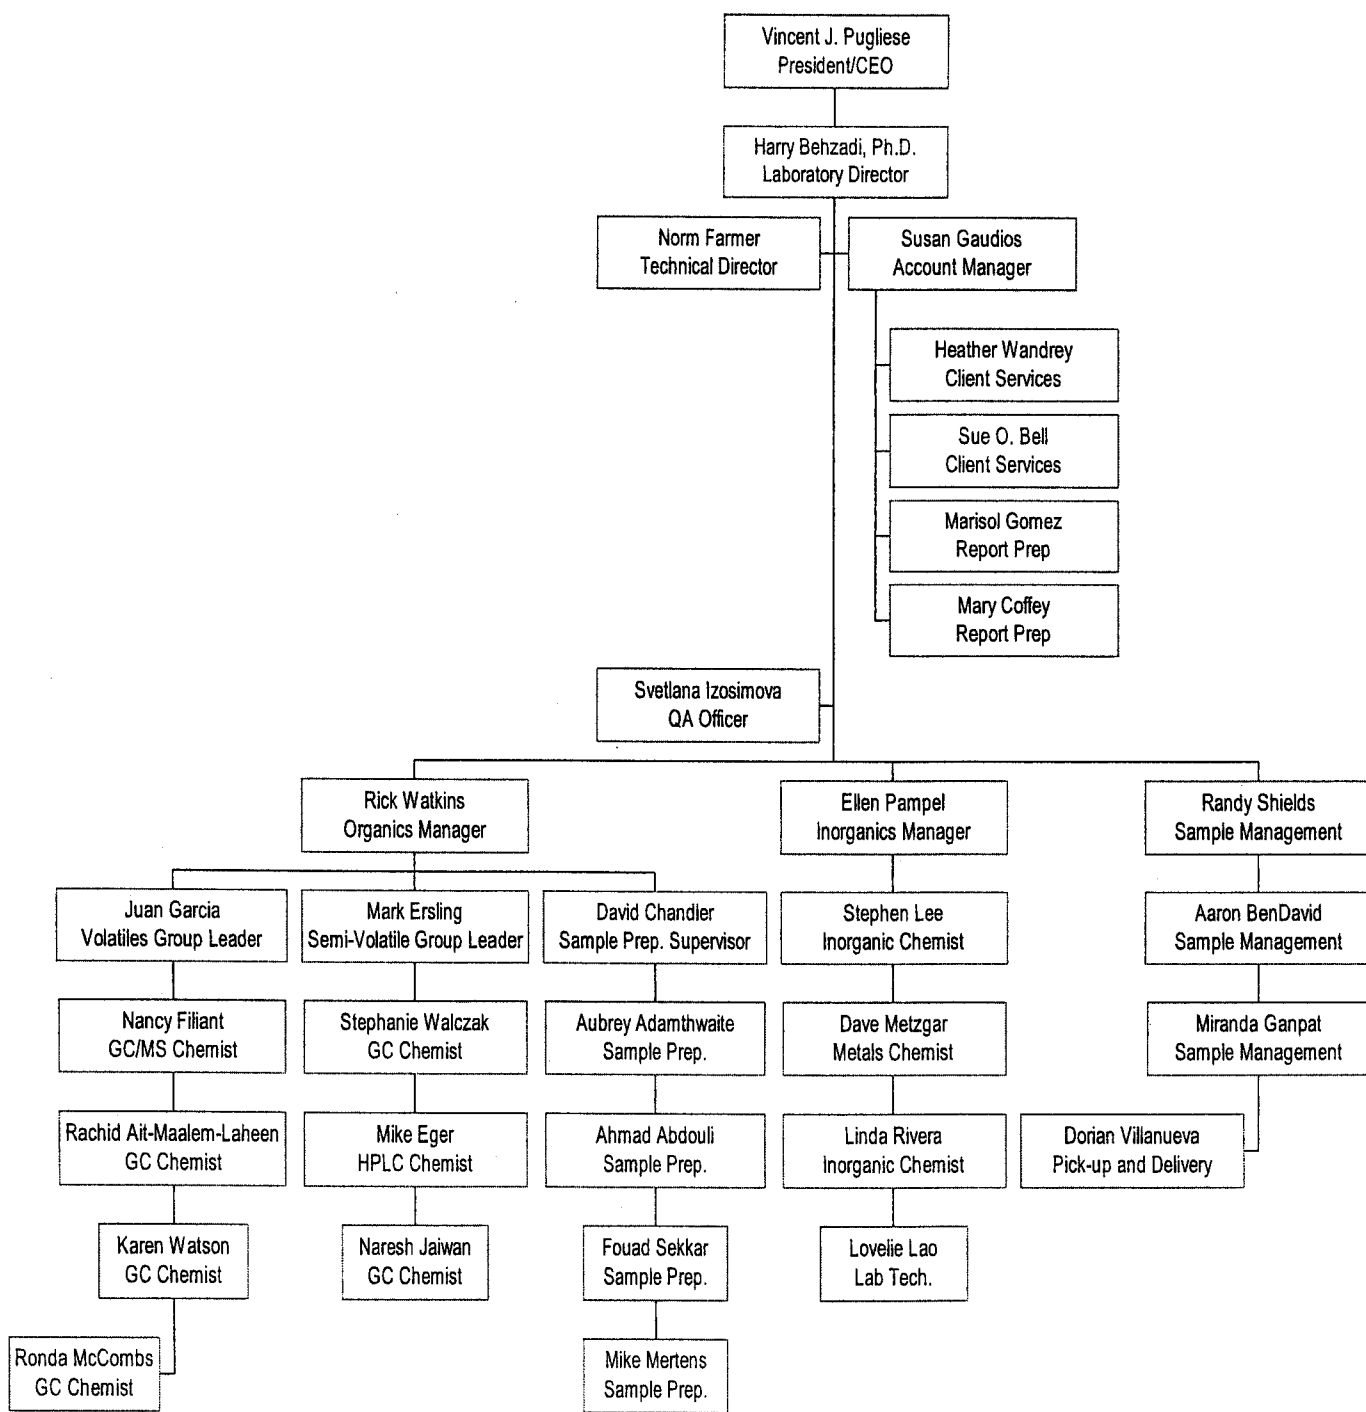 Vincent J. Pugliese
President/CEO
Harry Behzadi, Ph.D.
Laboratory Director
Norm Farmer
Technical Director
Susan Gaudios
Account Manager
Heather Wandrey
Client Services
Sue O. Bell
Client Services
Marisol Gomez
Report Prep
Mary Coffey
Report Prep
Svetlana Izosimova
QA Officer
Rick Watkins
Organics Manager
Ellen Pampel
Inorganics Manager
Randy Shields
Sample Management
Juan Garcia
Volatiles Group Leader
Mark Ersling
Semi-Volatile Group Leader
David Chandler
Sample Prep. Supervisor
Stephen Lee
Inorganic Chemist
Aaron BenDavid
Sample Management
Nancy Filiant
GC/MS Chemist
Stephanie Walczak
GC Chemist
Aubrey Adamthwaite
Sample Prep.
Dave Metzgar
Metals Chemist
Miranda Ganpat
Sample Management
Rachid Ait-Maalem-Laheen
GC Chemist
Mike Eger
HPLC Chemist
Ahmad Abdouli
Sample Prep.
Linda Rivera
Inorganic Chemist
Dorian Villanueva
Pick-up and Delivery
Karen Watson
GC Chemist
Naresh Jaiwan
GC Chemist
Fouad Sekkar
Sample Prep.
Lovelie Lao
Lab Tech.
Ronda McCombs
GC Chemist
Mike Mertens
Sample Prep.